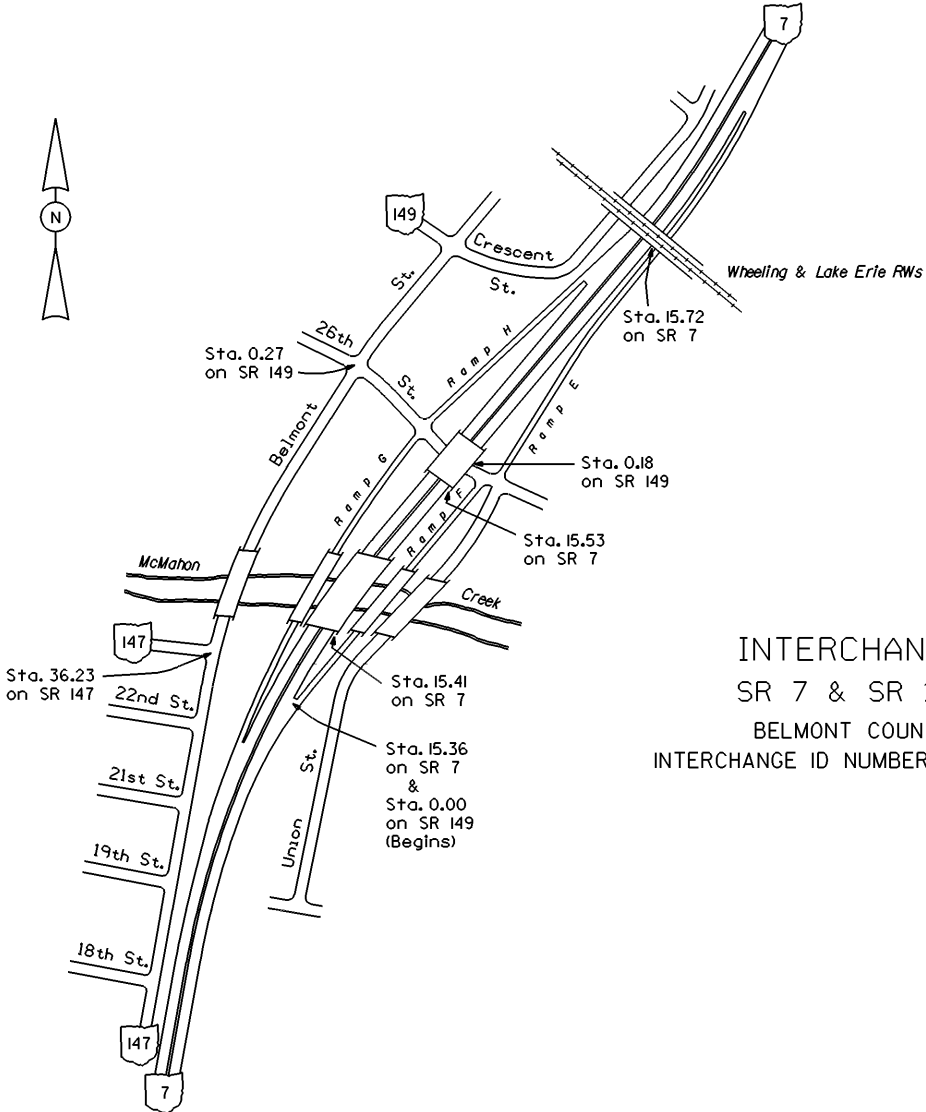 7
N
149
Crescent
St.
Wheeling & Lake Erie RWs
St.
Sta. 15.72
on SR 7
26th
St.
Sta. 0.27
on SR 149
Ramp H
Ramp E
Belmont
Sta. 0.18
on SR 149
Ramp G
Ramp F
Sta. 15.53
on SR 7
McMahon
Creek
147
Sta. 36.23
on SR 147
22nd St.
Sta. 15.41
on SR 7
INTERCHAN
SR 7 & SR
BELMONT COUN
INTERCHANGE ID NUMBER
21st St.
St.
Union
Sta. 15.36
on SR 7
&
Sta. 0.00
on SR 149
(Begins)
19th St.
18th St.
147
7